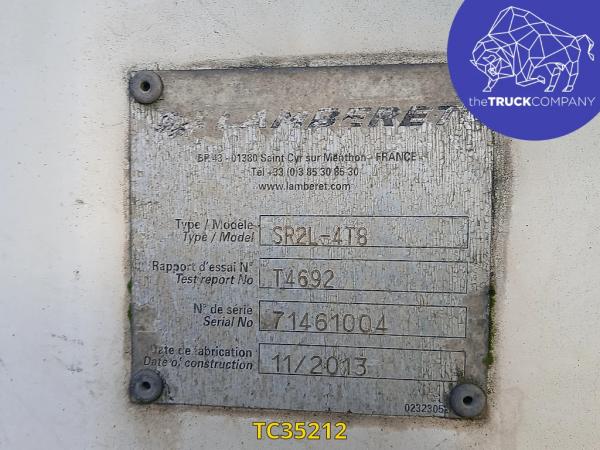 theTRUCKCOMPANY
LAMBERET
BP 43 - 01380 Saint Cyr sur Menthon - FRANCE
Tél +33 (0)3 85 30 85 30
www.lamberet.com
Type / Modèle
Type / Model
SR2L-4T8
Rapport d'essai N°
Test report No
T4692
N° de série
Serial No
71461004
Date de fabrication
Date of construction
11/2013
0232305
TC35212